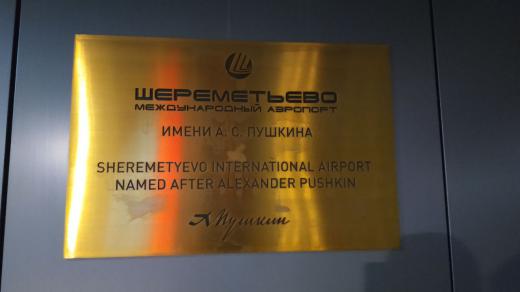 ШЕРЕМЕТЬЕВО
МЕЖДУНАРОДНЫЙ АЭРОПОРТ
ИМЕНИ А. С. ПУШКИНА
SHEREMETYEVO INTERNATIONAL AIRPORT
NAMED AFTER ALEXANDER PUSHKIN
А Пушкин